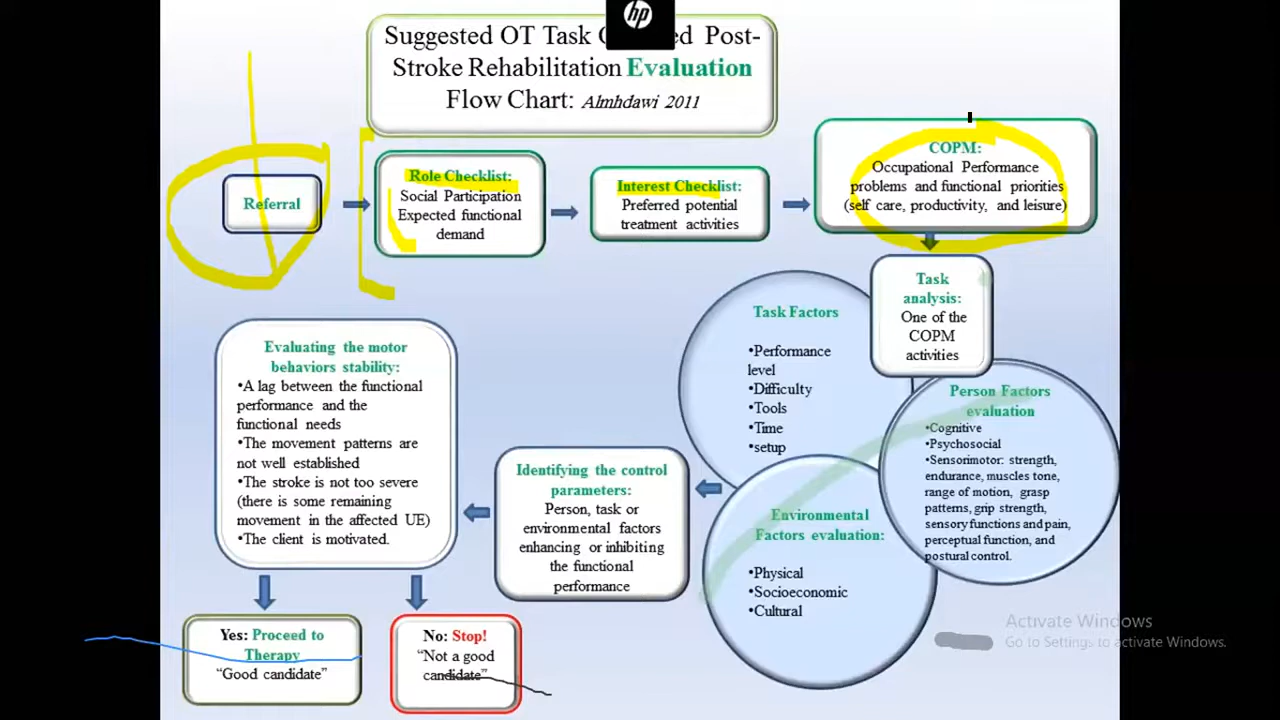 hp
Suggested OT Task O ed Post-
Stroke Rehabilitation Evaluation
Flow Chart: Almhdawi 2011
Referral
Role Checklist:
Social Participation
Expected functional
demand
Interest Checklist:
Preferred potential
treatment activities
COPM:
Occupational Performance
problems and functional priorities
(self care, productivity, and leisure)
Task
analysis:
One of the
COPM
activities
Task Factors
•Performance
level
•Difficulty
•Tools
•Time
•setup
Person Factors
evaluation
•Cognitive
•Psychosocial
•Sensorimotor: strength,
endurance, muscles tone,
range of motion, grasp
patterns, grip strength,
sensory functions and pain,
perceptual function, and
postural control.
Environmental
Factors evaluation:
•Physical
•Socioeconomic
•Cultural
Identifying the control
parameters:
Person, task or
environmental factors
enhancing or inhibiting
the functional
performance
Evaluating the motor
behaviors stability:
•A lag between the functional
performance and the
functional needs
•The movement patterns are
not well established
•The stroke is not too severe
(there is some remaining
movement in the affected UE)
•The client is motivated.
Yes: Proceed to
Therapy
“Good candidate”
No: Stop!
“Not a good
candidate”
Activate Windows
Go to Settings to activate Windows.